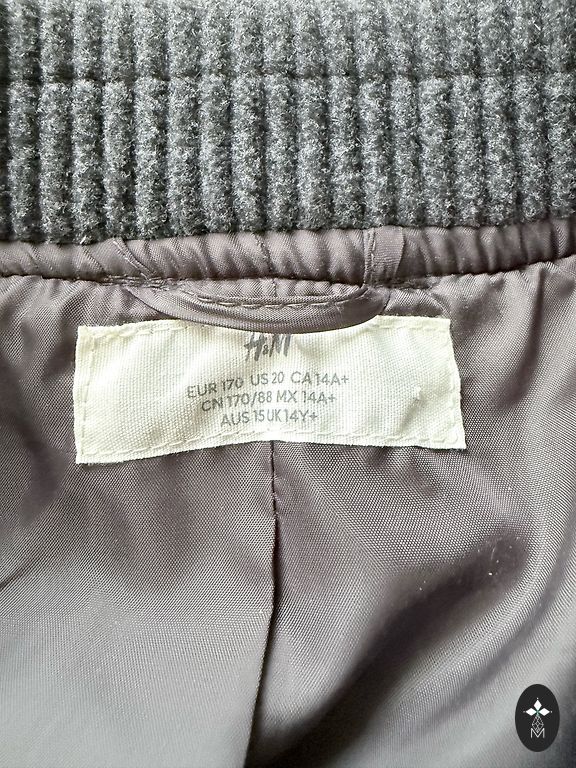 H&M
EUR 170 US 20 CA 14A+
CN 170/88 MX 14A+
AUS 15 UK 14Y+
M